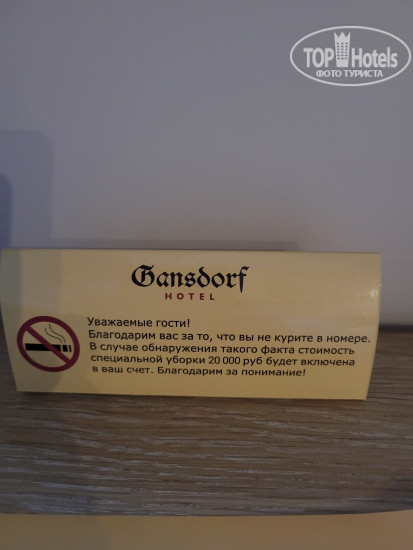 TOP Hotels
ФОТО ТУРИСТА
Gansdorf
HOTEL
Уважаемые гости!
Благодарим вас за то, что вы не курите в номере.
В случае обнаружения такого факта стоимость
специальной уборки 20 000 руб будет включена
в ваш счет. Благодарим за понимание!